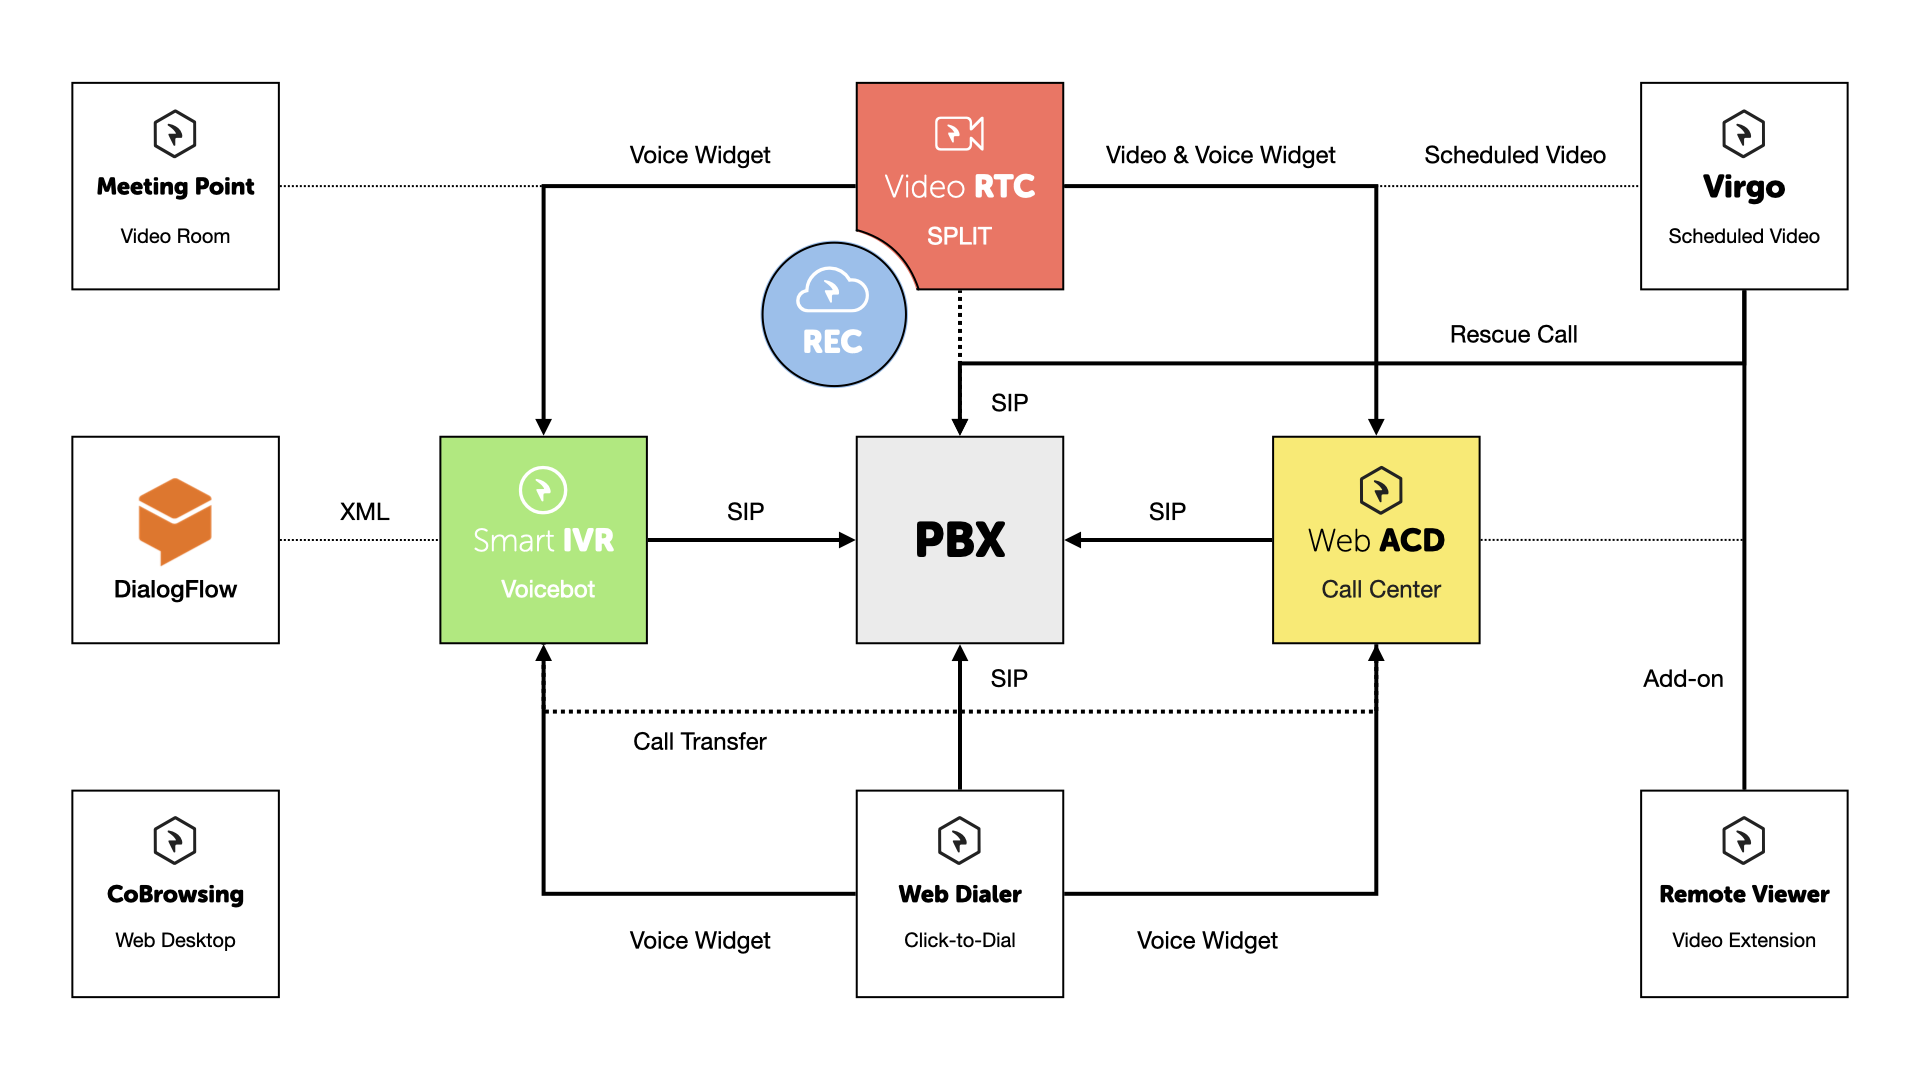 Meeting Point
Video Room
Voice Widget
Video RTC
SPLIT
Video & Voice Widget
Scheduled Video
Virgo
Scheduled Video
REC
Rescue Call
SIP
DialogFlow
XML
Smart IVR
Voicebot
SIP
PBX
SIP
Web ACD
Call Center
SIP
Call Transfer
Add-on
CoBrowsing
Web Desktop
Voice Widget
Web Dialer
Click-to-Dial
Voice Widget
Remote Viewer
Video Extension